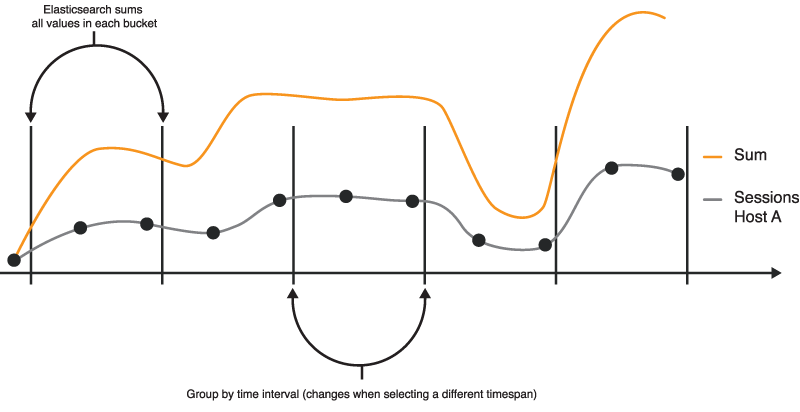 Elasticsearch sums
all values in each bucket
Sum
Sessions
Host A
Group by time interval (changes when selecting a different timespan)